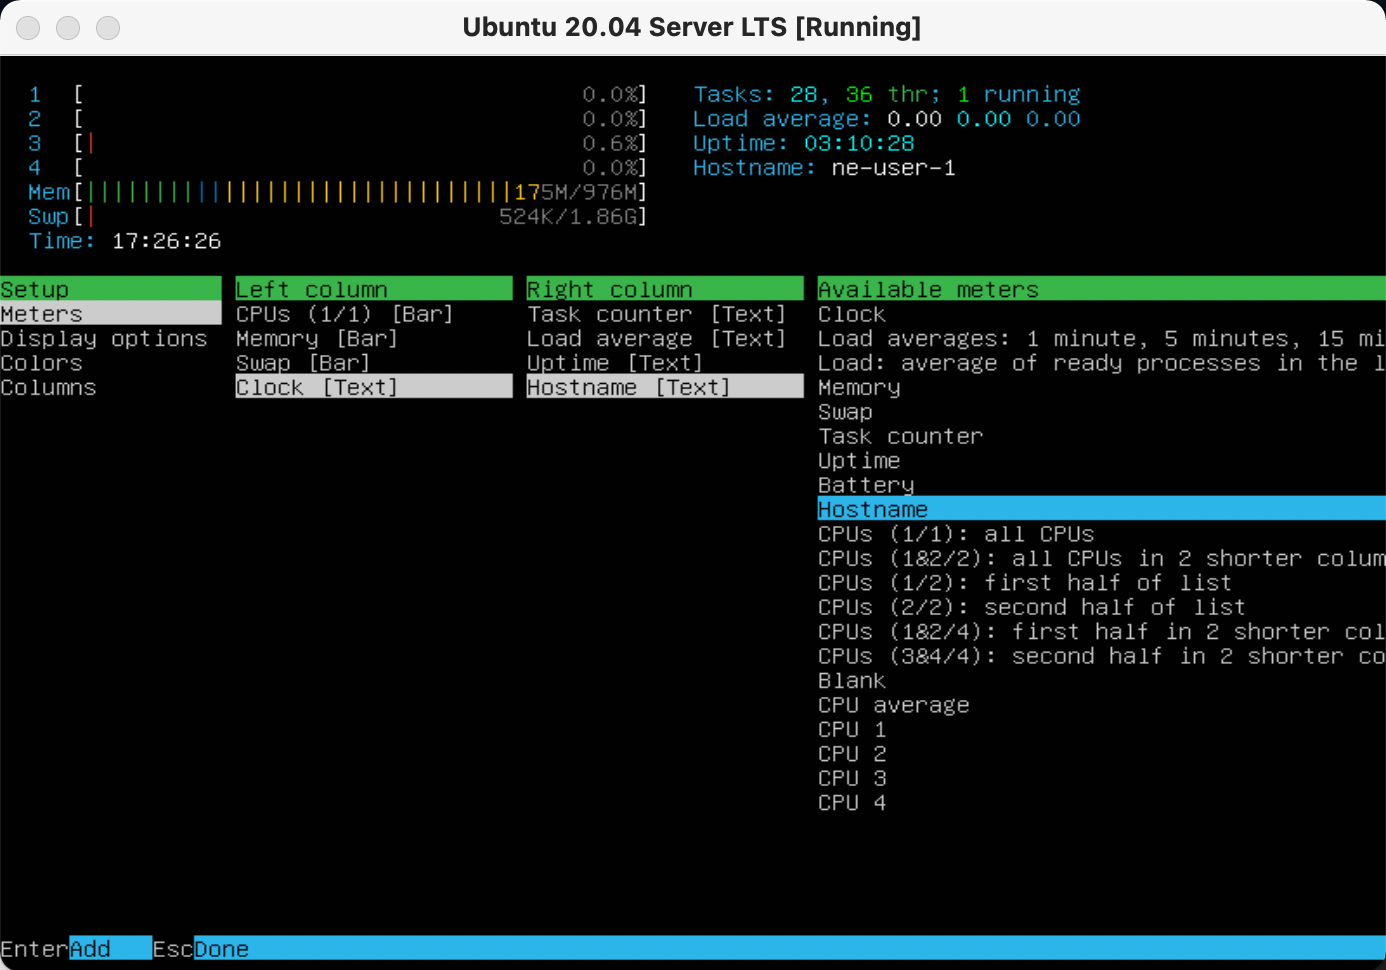 Ubuntu 20.04 Server LTS [Running]
1 [ 0.0%] Tasks: 28, 36 thr; 1 running
2 [ 0.0%] Load average: 0.00 0.00 0.00
3 [| 0.6%] Uptime: 03:10:28
4 [ 0.0%] Hostname: ne-user-1
Mem[|||||||||||||||||||||||||||||||175M/976M]
Swp[| 524K/1.86G]
Time: 17:26:26
Setup Left column Right column Available meters
Meters CPUs (1/1) [Bar] Task counter [Text] Clock
Display options Memory [Bar] Load average [Text] Load averages: 1 minute, 5 minutes, 15 mi
Colors Swap [Bar] Uptime [Text] Load: average of ready processes in the l
Columns Clock [Text] Hostname [Text] Memory
Swap
Task counter
Uptime
Battery
Hostname
CPUs (1/1): all CPUs
CPUs (1&2/2): all CPUs in 2 shorter colum
CPUs (1/2): first half of list
CPUs (2/2): second half of list
CPUs (1&2/4): first half in 2 shorter col
CPUs (3&4/4): second half in 2 shorter co
Blank
CPU average
CPU 1
CPU 2
CPU 3
CPU 4
EnterAdd EscDone